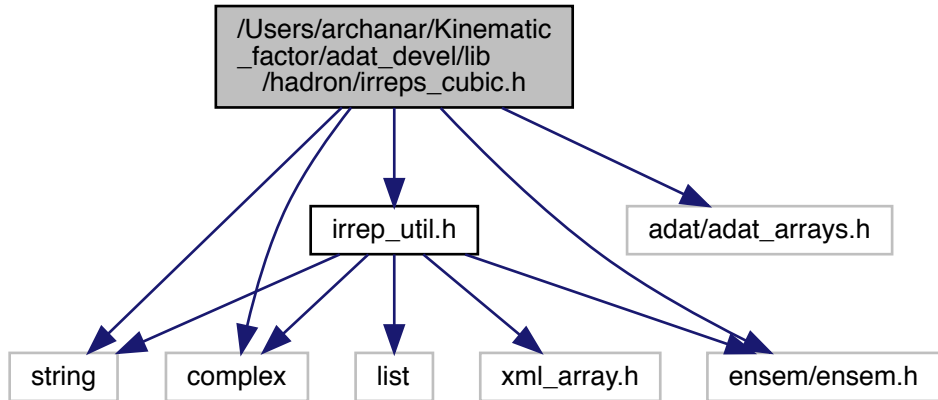 /Users/archanar/Kinematic
_factor/adat_devel/lib
/hadron/irreps_cubic.h
irrep_util.h
adat/adat_arrays.h
string
complex
list
xml_array.h
ensem/ensem.h